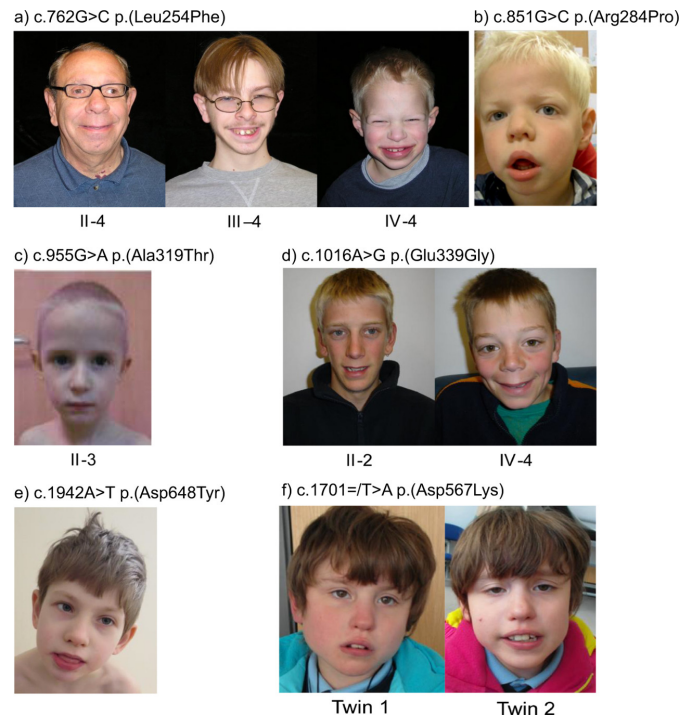 a) c.762G>C p.(Leu254Phe)
b) c.851G>C p.(Arg284Pro)
II-4
III–4
IV-4
c) c.955G>A p.(Ala319Thr)
d) c.1016A>G p.(Glu339Gly)
II-3
II-2
IV-4
e) c.1942A>T p.(Asp648Tyr)
f) c.1701=/T>A p.(Asp567Lys)
Twin 1
Twin 2